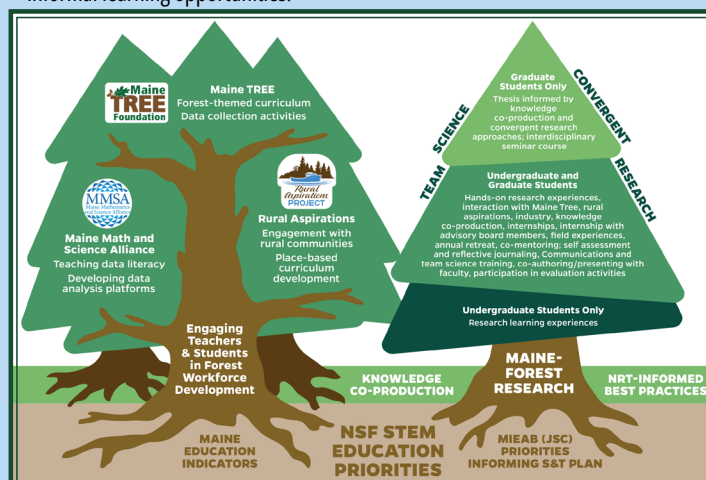 informal learning opportunities.
Maine
TREE
Foundation
Maine TREE
Forest-themed curriculum
Data collection activities
MMSA
Maine Mathematics
and Science Alliance
Maine Math and
Science Alliance
Teaching data literacy
Developing data
analysis platforms
Rural
Aspirations
PROJECT
Rural Aspirations
Engagement with
rural communities
Place-based
curriculum
development
Engaging
Teachers
& Students
in Forest
Workforce
Development
TEAM SCIENCE
CONVERGENT RESEARCH
Graduate
Students Only
Thesis informed by
knowledge
co-production and
convergent research
approaches; interdisciplinary
seminar course
Undergraduate and
Graduate Students
Hands-on research experiences,
interaction with Maine Tree, rural
aspirations, industry, knowledge
co-production, internships, internship with
advisory board members, field experiences,
annual retreat, co-mentoring; self assessment
and reflective journaling, Communications and
team science training, co-authoring/presenting with
faculty, participation in evaluation activities
Undergraduate Students Only
Research learning experiences
MAINE-
FOREST
RESEARCH
KNOWLEDGE
CO-PRODUCTION
NRT-INFORMED
BEST PRACTICES
MAINE
EDUCATION
INDICATORS
NSF STEM
EDUCATION
PRIORITIES
MIEAB (JSC)
PRIORITIES
INFORMING S&T PLAN